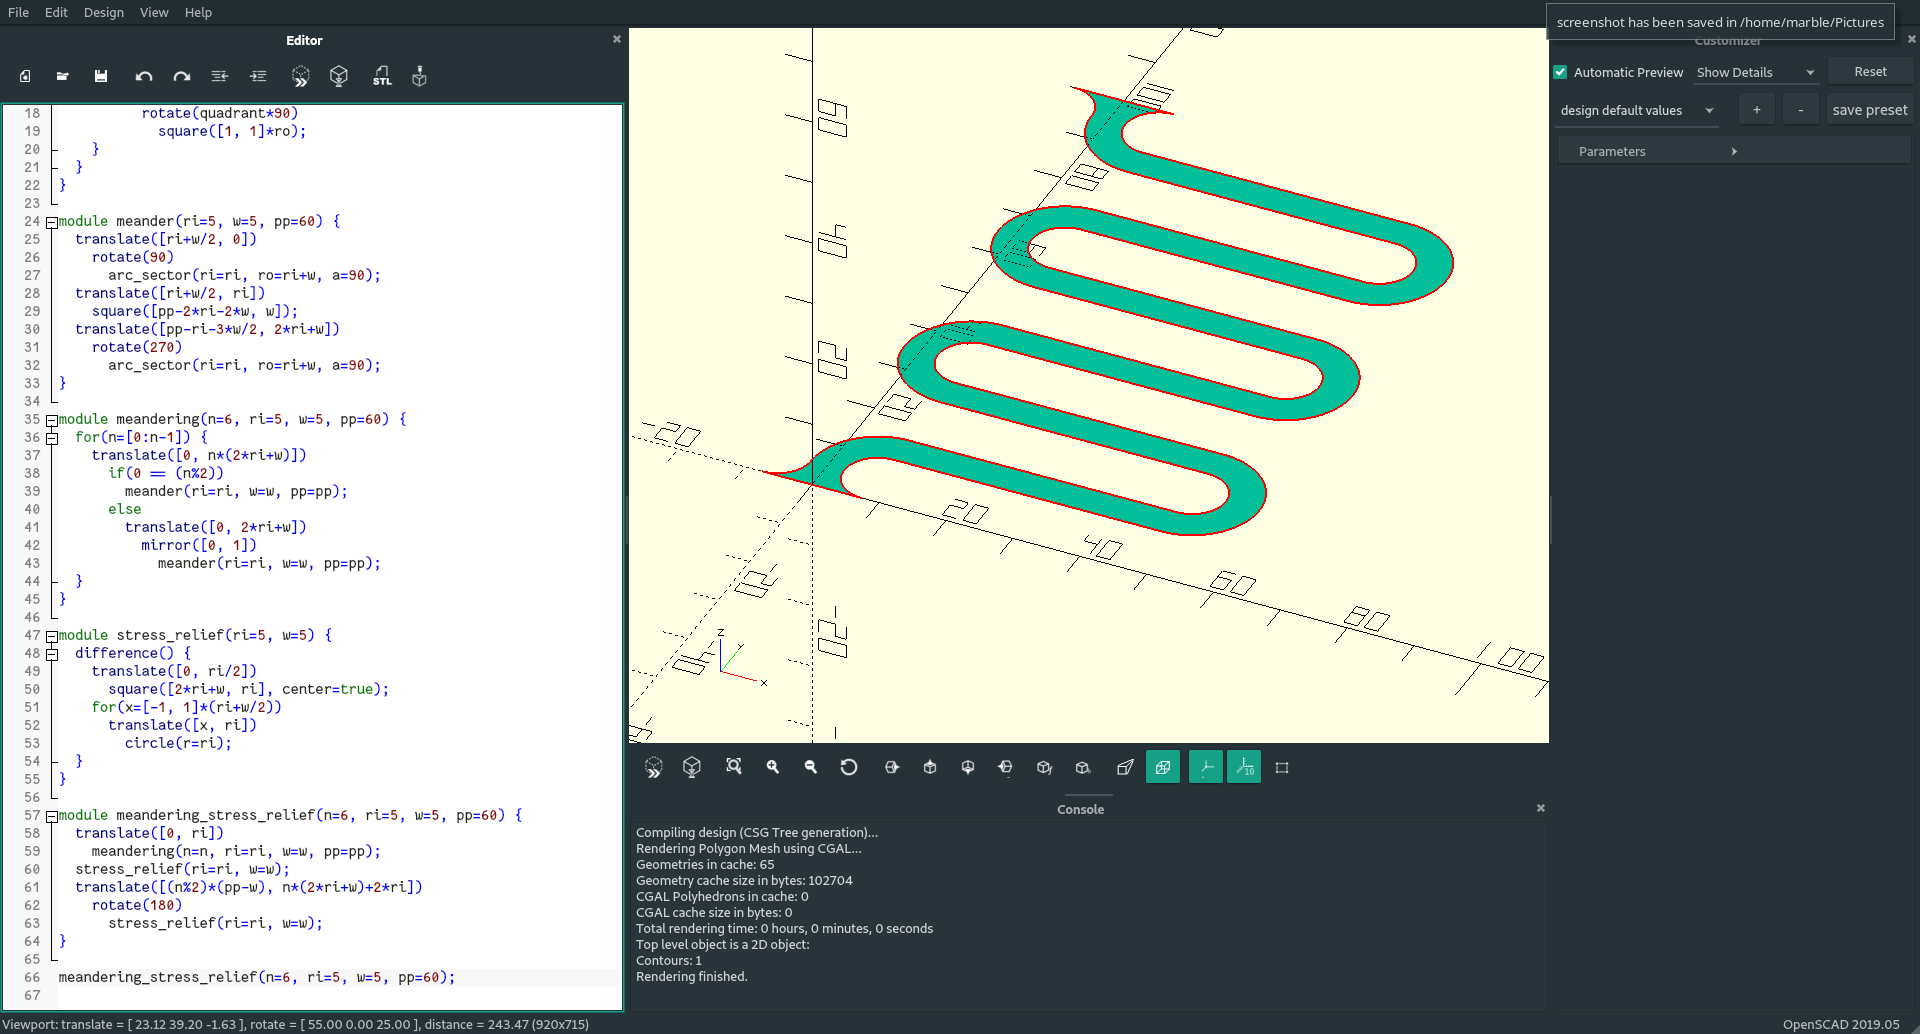 File Edit Design View Help
screenshot has been saved in /home/marble/Pictures
Editor
Customizer
STL
Automatic Preview
Show Details
Reset
design default values
+
-
save preset
Parameters
18 rotate(quadrant*90)
19 square([1, 1]*ro);
20 }
21 }
22 }
23
24 module meander(ri=5, w=5, pp=60) {
25 translate([ri+w/2, 0])
26 rotate(90)
27 arc_sector(ri=ri, ro=ri+w, a=90);
28 translate([ri+w/2, ri])
29 square([pp-2*ri-2*w, w]);
30 translate([pp-ri-3*w/2, 2*ri+w])
31 rotate(270)
32 arc_sector(ri=ri, ro=ri+w, a=90);
33 }
34
35 module meandering(n=6, ri=5, w=5, pp=60) {
36 for(n=[0:n-1]) {
37 translate([0, n*(2*ri+w)])
38 if(0 == (n%2))
39 meander(ri=ri, w=w, pp=pp);
40 else
41 translate([0, 2*ri+w])
42 mirror([0, 1])
43 meander(ri=ri, w=w, pp=pp);
44 }
45 }
46
47 module stress_relief(ri=5, w=5) {
48 difference() {
49 translate([0, ri/2])
50 square([2*ri+w, ri], center=true);
51 for(x=[-1, 1]*(ri+w/2))
52 translate([x, ri])
53 circle(r=ri);
54 }
55 }
56
57 module meandering_stress_relief(n=6, ri=5, w=5, pp=60) {
58 translate([0, ri])
59 meandering(n=n, ri=ri, w=w, pp=pp);
60 stress_relief(ri=ri, w=w);
61 translate([(n%2)*(pp-w), n*(2*ri+w)+2*ri])
62 rotate(180)
63 stress_relief(ri=ri, w=w);
64 }
65
66 meandering_stress_relief(n=6, ri=5, w=5, pp=60);
67
20
40
60
80
100
z
y
x
10
Console
Compiling design (CSG Tree generation)...
Rendering Polygon Mesh using CGAL...
Geometries in cache: 65
Geometry cache size in bytes: 102704
CGAL Polyhedrons in cache: 0
CGAL cache size in bytes: 0
Total rendering time: 0 hours, 0 minutes, 0 seconds
Top level object is a 2D object:
Contours: 1
Rendering finished.
Viewport: translate = [ 23.12 39.20 -1.63 ], rotate = [ 55.00 0.00 25.00 ], distance = 243.47 (920x715)
OpenSCAD 2019.05